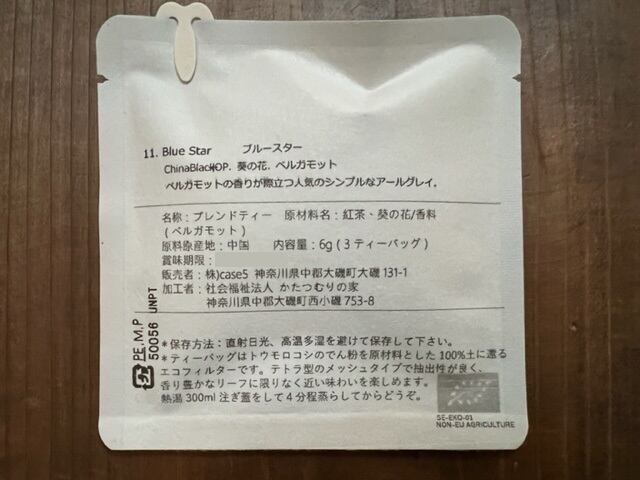 11. Blue Star ブルースター
ChinaBlackOP. 葵の花. ベルガモット
ベルガモットの香りが際立つ人気のシンプルなアールグレイ.
名称:ブレンドティー 原材料名:紅茶、葵の花/香料
(ベルガモット)
原料原産地:中国 内容量:6g(3ティーバッグ)
賞味期限:
販売者:株)case5 神奈川県中郡大磯町大磯131-1
加工者:社会福祉法人 かたつむりの家
神奈川県中郡大磯町西小磯753-8
*保存方法:直射日光、高温多湿を避けて保存して下さい。
*ティーバッグはトウモロコシのでん粉を原材料とした100%土に還る
エコフィルターです。テトラ型のメッシュタイプで抽出性が良く、
香り豊かなリーフに限りなく近い味わいを楽しめます。
熱湯300ml注ぎ蓋をして4分程蒸らしてからどうぞ。
PE,M,P
50056 UNPT
SE-EKO-01
NON-EU AGRICULTURE